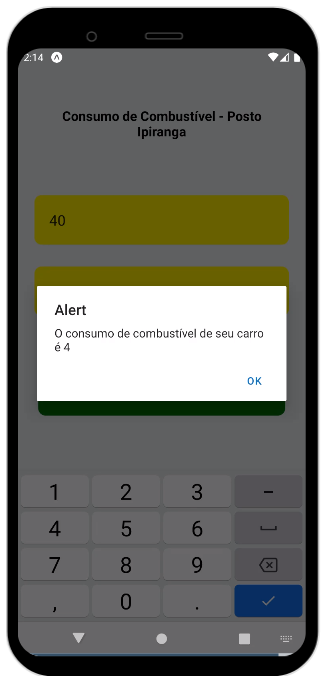 2:14
Consumo de Combustível - Posto
Ipiranga
40
Alert
O consumo de combustível de seu carro
é 4
OK
1 2 3 -
4 5 6
7 8 9
, 0 .